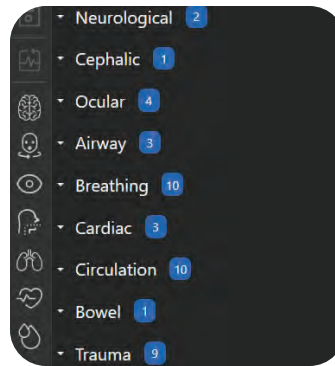 Neurological 2
Cephalic 1
Ocular 4
Airway 3
Breathing 10
Cardiac 3
Circulation 10
Bowel 1
Trauma 9